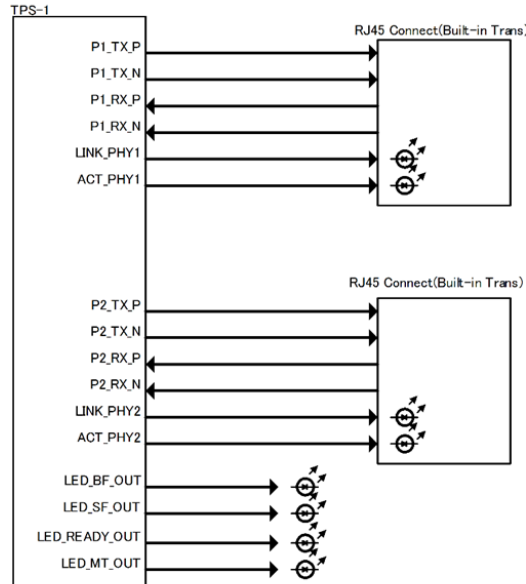 TPS-1
RJ45 Connect(Built-in Trans)
P1_TX_P
P1_TX_N
P1_RX_P
P1_RX_N
LINK_PHY1
ACT_PHY1
RJ45 Connect(Built-in Trans)
P2_TX_P
P2_TX_N
P2_RX_P
P2_RX_N
LINK_PHY2
ACT_PHY2
LED_BF_OUT
LED_SF_OUT
LED_READY_OUT
LED_MT_OUT